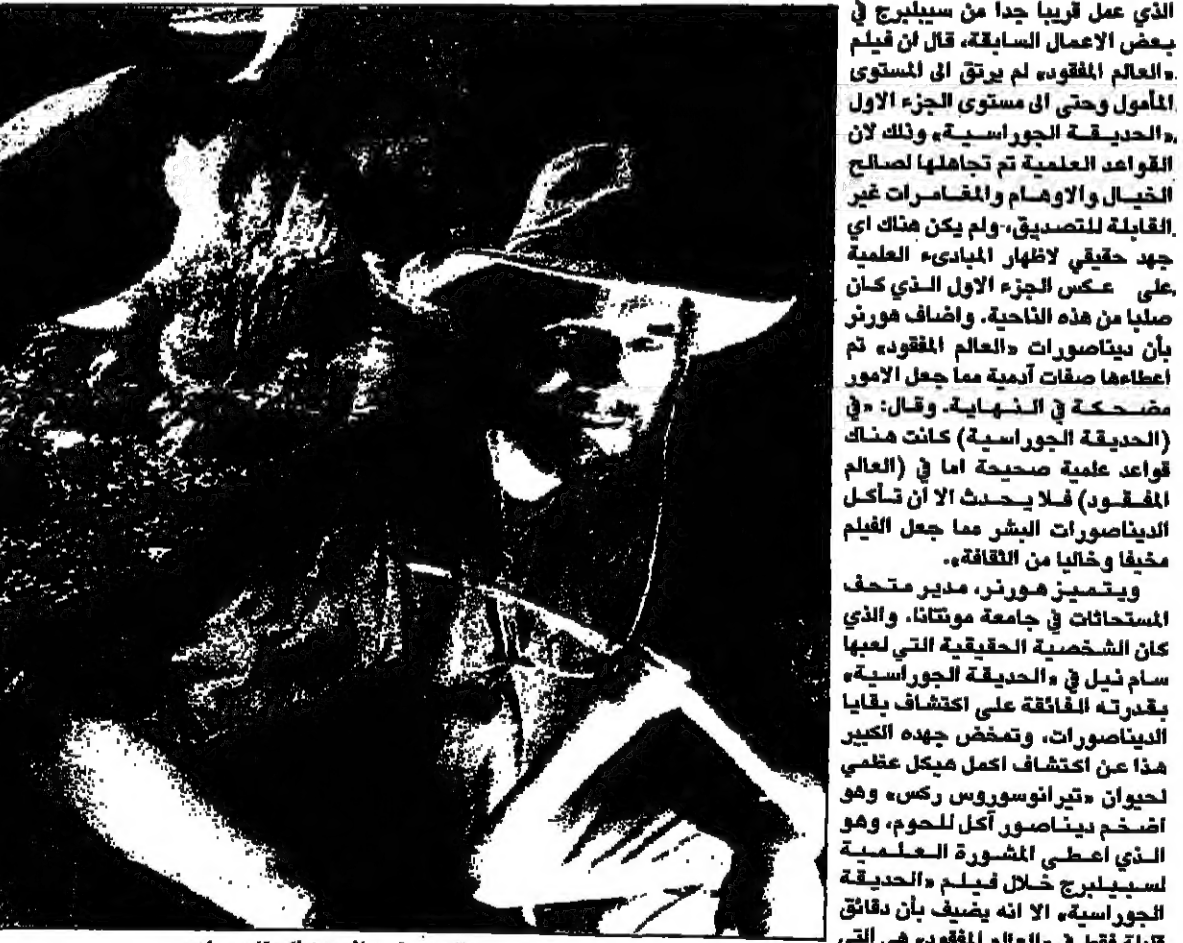 الذي عمل قريبا جدا من سيبلبرج في
بعض الاعمال السابقة، قال ان فيلم
«العالم المفقود» لم يرتق الى المستوى
المأمول وحتى الى مستوى الجزء الاول
«الحديقة الجوراسية» وذلك لان
القواعد العلمية تم تجاهلها لصالح
الخيال والاوهام والمغامرات غير
القابلة للتصديق، ولم يكن هناك اي
جهد حقيقي لاظهار المبادىء العلمية
على عكس الجزء الاول الذي كان
صلبا من هذه الناحية. واضاف هورنر
بأن ديناصورات «العالم المفقود» تم
اعطاءها صفات آدمية مما جعل الامور
مضحكة في النهاية. وقال: «في
(الحديقة الجوراسية) كانت هناك
قواعد علمية صحيحة اما في (العالم
المفقود) فلا يحدث الا أن تأكل
الديناصورات البشر مما جعل الفيلم
مخيفا وخاليا من الثقافة».
ويتميز هورنر، مدير متحف
المستحاثات في جامعة مونتانا، والذي
كان الشخصية الحقيقية التي لعبها
سام نيل في «الحديقة الجوراسية»
بقدرته الفائقة على اكتشاف بقايا
الديناصورات، وتمخض جهده الكبير
هذا عن اكتشاف اكمل هيكل عظمي
لحيوان «تيرانوسوروس ركس» وهو
اضخم ديناصور آكل للحوم، وهو
الذي اعطى المشورة العلمية
لسبيلبرج خلال فيلم «الحديقة
الجوراسية» الا انه يضيف بأن دقائق
فقط في «العالم المفقود» هي التي